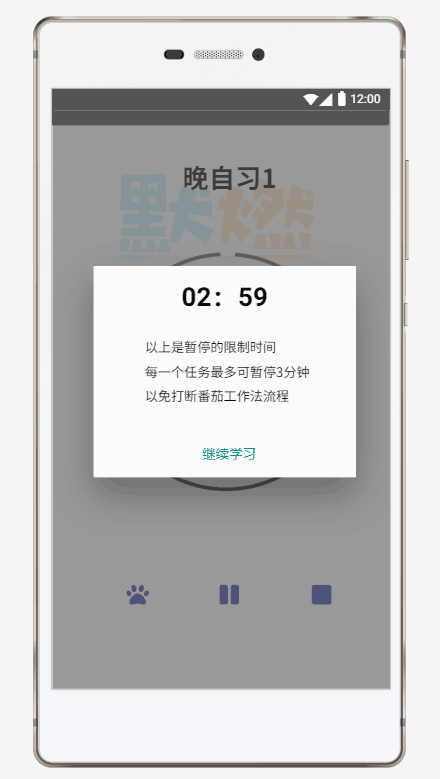 12:00
晚自习1
默燃
02: 59
以上是暂停的限制时间
每一个任务最多可暂停3分钟
以免打断番茄工作法流程
继续学习